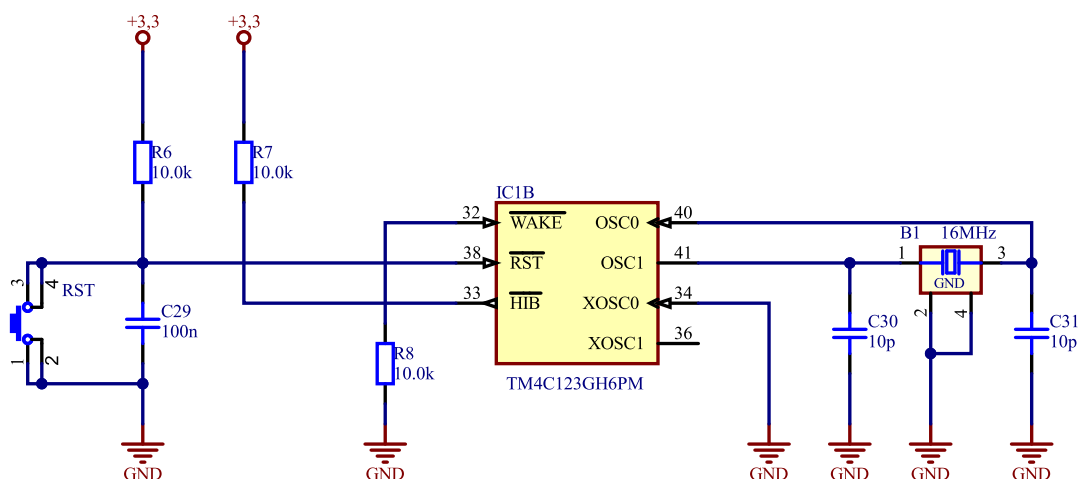 +3,3
+3,3
R6
10.0k
R7
10.0k
IC1B
32
WAKE
OSC0
40
38
RST
OSC1
41
33
HIB
XOSC0
34
XOSC1
36
TM4C123GH6PM
B1
16MHz
1
3
GND
2
4
3
4
RST
1
2
C29
100n
R8
10.0k
C30
10p
C31
10p
GND
GND
GND
GND
GND
GND